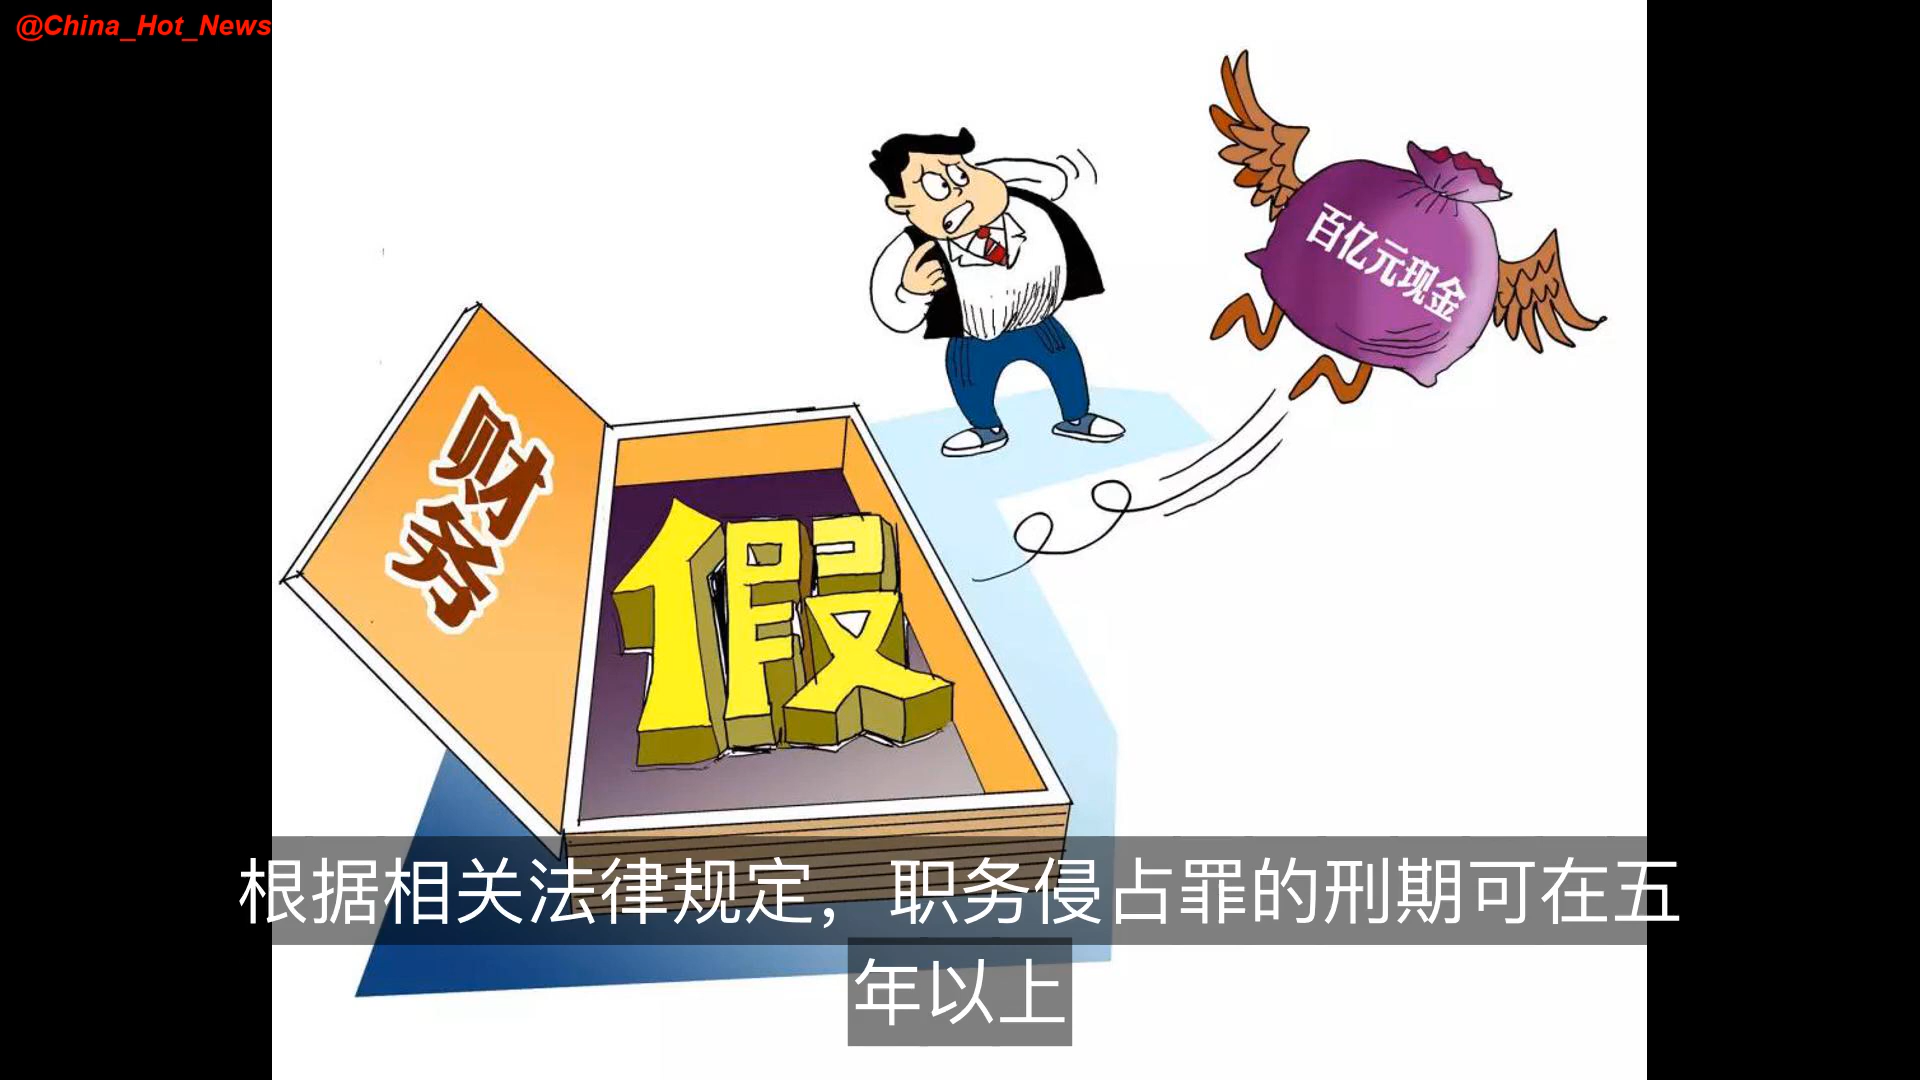 @China_Hot_News
百亿元现金
财务
假
根据相关法律规定，职务侵占罪的刑期可在五
年以上